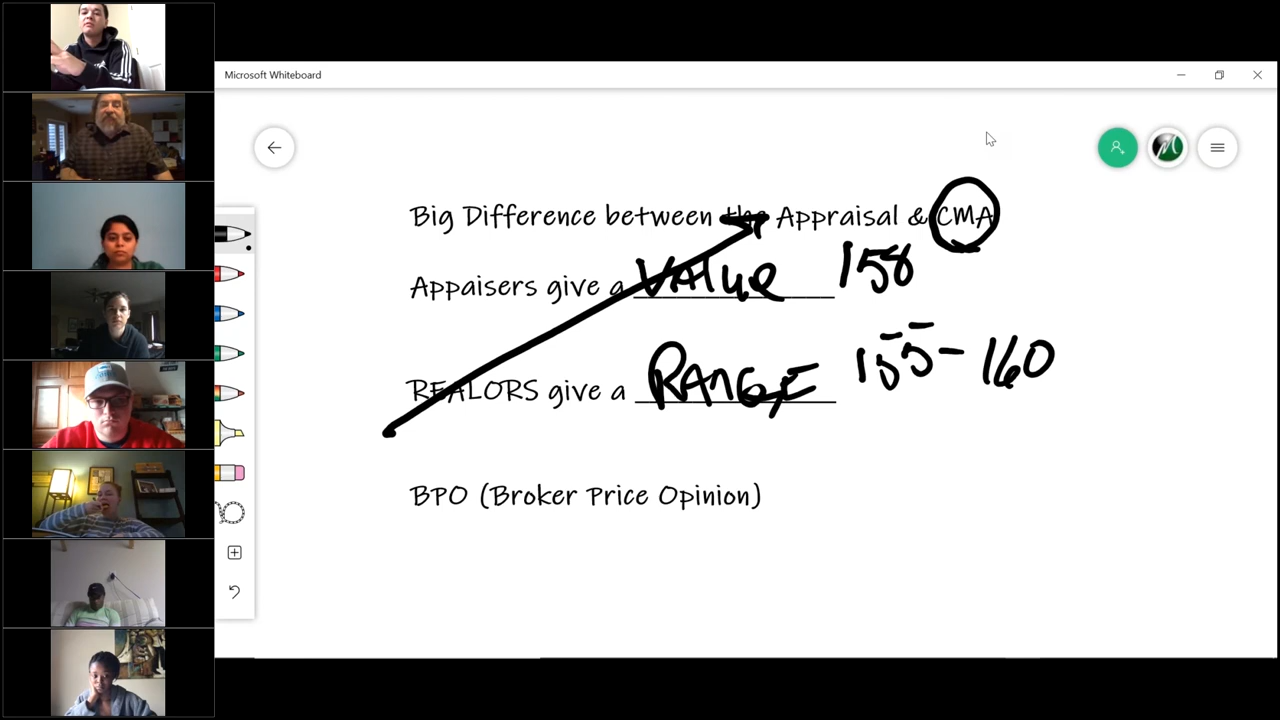 Microsoft Whiteboard
Big Difference between the Appraisal & CMA
Appaisers give a VALUE 158
REALORS give a RANGE 155-160
BPO (Broker Price Opinion)